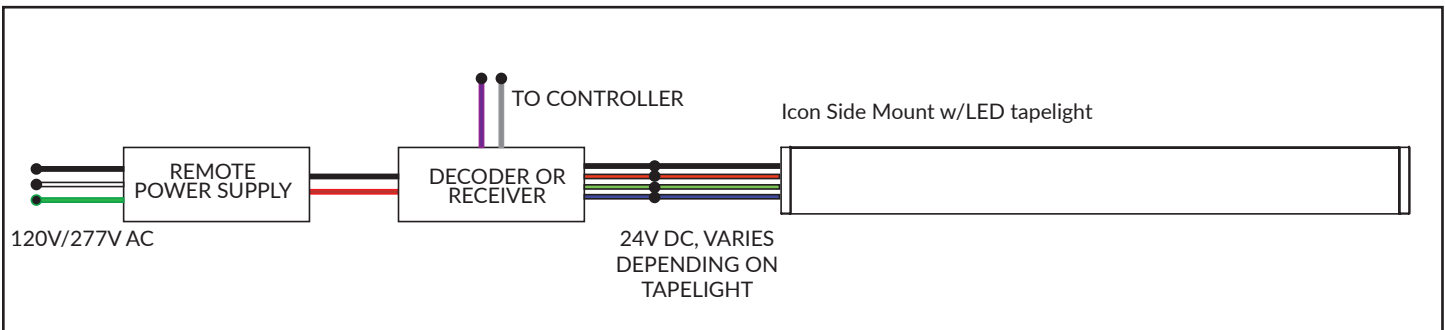 TO CONTROLLER
Icon Side Mount w/LED tapelight
REMOTE
POWER SUPPLY
DECODER OR
RECEIVER
120V/277V AC
24V DC, VARIES
DEPENDING ON
TAPELIGHT